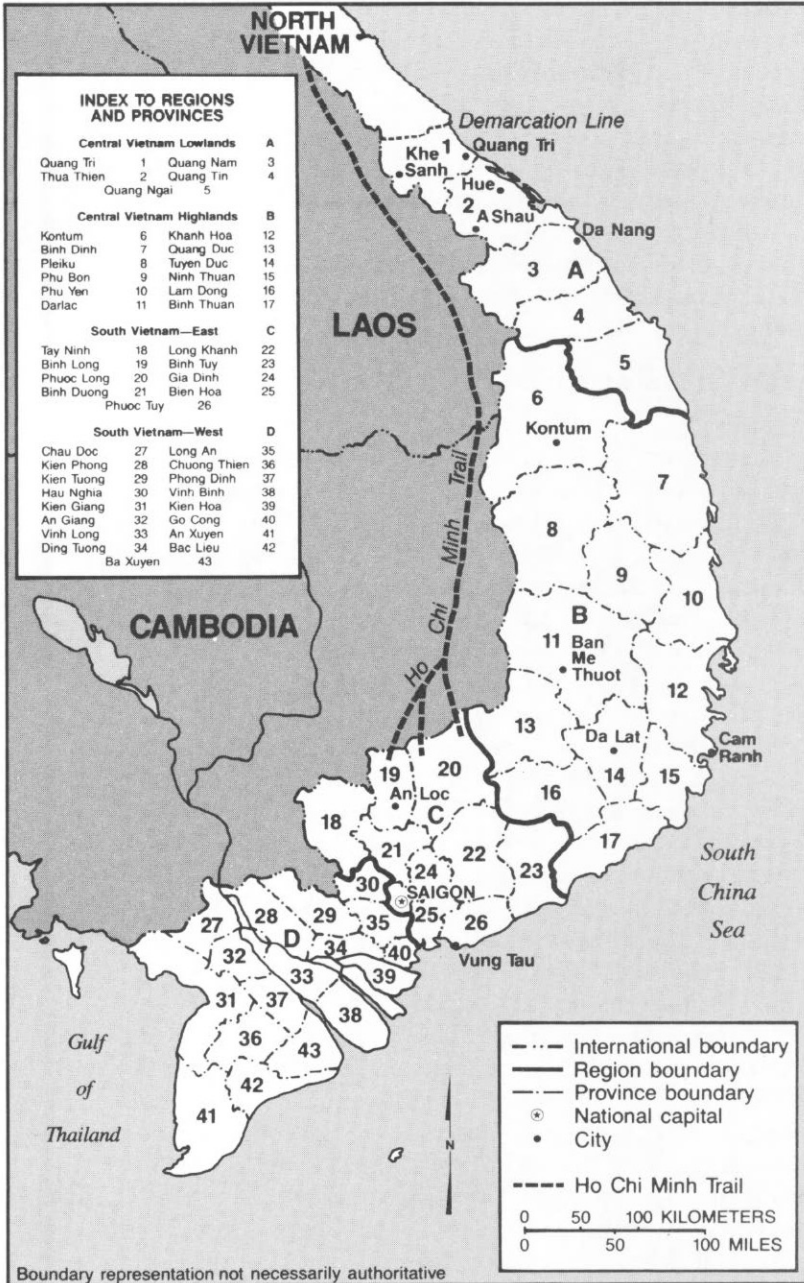 NORTH
VIETNAM
INDEX TO REGIONS
AND PROVINCES
Central Vietnam Lowlands A
Quang Tri 1 Quang Nam 3
Thua Thien 2 Quang Tin 4
Quang Ngai 5
Central Vietnam Highlands B
Kontum 6 Khanh Hoa 12
Binh Dinh 7 Quang Duc 13
Pleiku 8 Tuyen Duc 14
Phu Bon 9 Ninh Thuan 15
Phu Yen 10 Lam Dong 16
Darlac 11 Binh Thuan 17
South Vietnam—East C
Tay Ninh 18 Long Khanh 22
Binh Long 19 Binh Tuy 23
Phuoc Long 20 Gia Dinh 24
Binh Duong 21 Bien Hoa 25
Phuoc Tuy 26
South Vietnam—West D
Chau Doc 27 Long An 35
Kien Phong 28 Chuong Thien 36
Kien Tuong 29 Phong Dinh 37
Hau Nghia 30 Vinh Binh 38
Kien Giang 31 Kien Hoa 39
An Giang 32 Go Cong 40
Vinh Long 33 An Xuyen 41
Ding Tuong 34 Bac Lieu 42
Ba Xuyen 43
Demarcation Line
1
Quang Tri
Khe
Sanh
Hue
2
A Shau
Da Nang
3
A
4
5
LAOS
6
Kontum
7
8
9
10
Ho Chi Minh Trail
CAMBODIA
B
11
Ban
Me
Thuot
12
13
Da Lat
14
Cam
Ranh
15
16
17
19
An Loc
20
C
18
21
22
23
24
SAIGON
25
26
Vung Tau
30
South
China
Sea
27
28
29
35
D
34
40
32
33
39
31
37
38
36
43
42
41
Gulf
of
Thailand
N
International boundary
Region boundary
Province boundary
National capital
City
Ho Chi Minh Trail
0 50 100 KILOMETERS
0 50 100 MILES
Boundary representation not necessarily authoritative